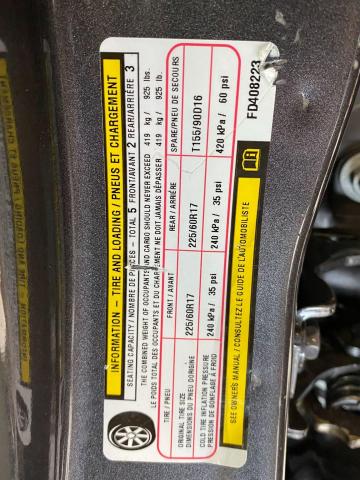 INFORMATION – TIRE AND LOADING / PNEUS ET CHARGEMENT
SEATING CAPACITY / NOMBRE DE PLACES – TOTAL 5 FRONT/AVANT 2 REAR/ARRIÈRE 3
THE COMBINED WEIGHT OF OCCUPANTS AND CARGO SHOULD NEVER EXCEED 419 kg / 925 lbs.
LE POIDS TOTAL DES OCCUPANTS ET DU CHARGEMENT NE DOIT JAMAIS DÉPASSER 419 kg / 925 lb.
TIRE / PNEU FRONT / AVANT REAR / ARRIÈRE SPARE/PNEU DE SECOURS
ORIGINAL TIRE SIZE
DIMENSIONS DU PNEU D'ORIGINE 225/60R17 225/60R17 T155/90D16
COLD TIRE INFLATION PRESSURE
PRESSION DE GONFLAGE À FROID 240 kPa / 35 psi 240 kPa / 35 psi 420 kPa / 60 psi
SEE OWNER'S MANUAL / CONSULTEZ LE GUIDE DE L'AUTOMOBILISTE
FD408223